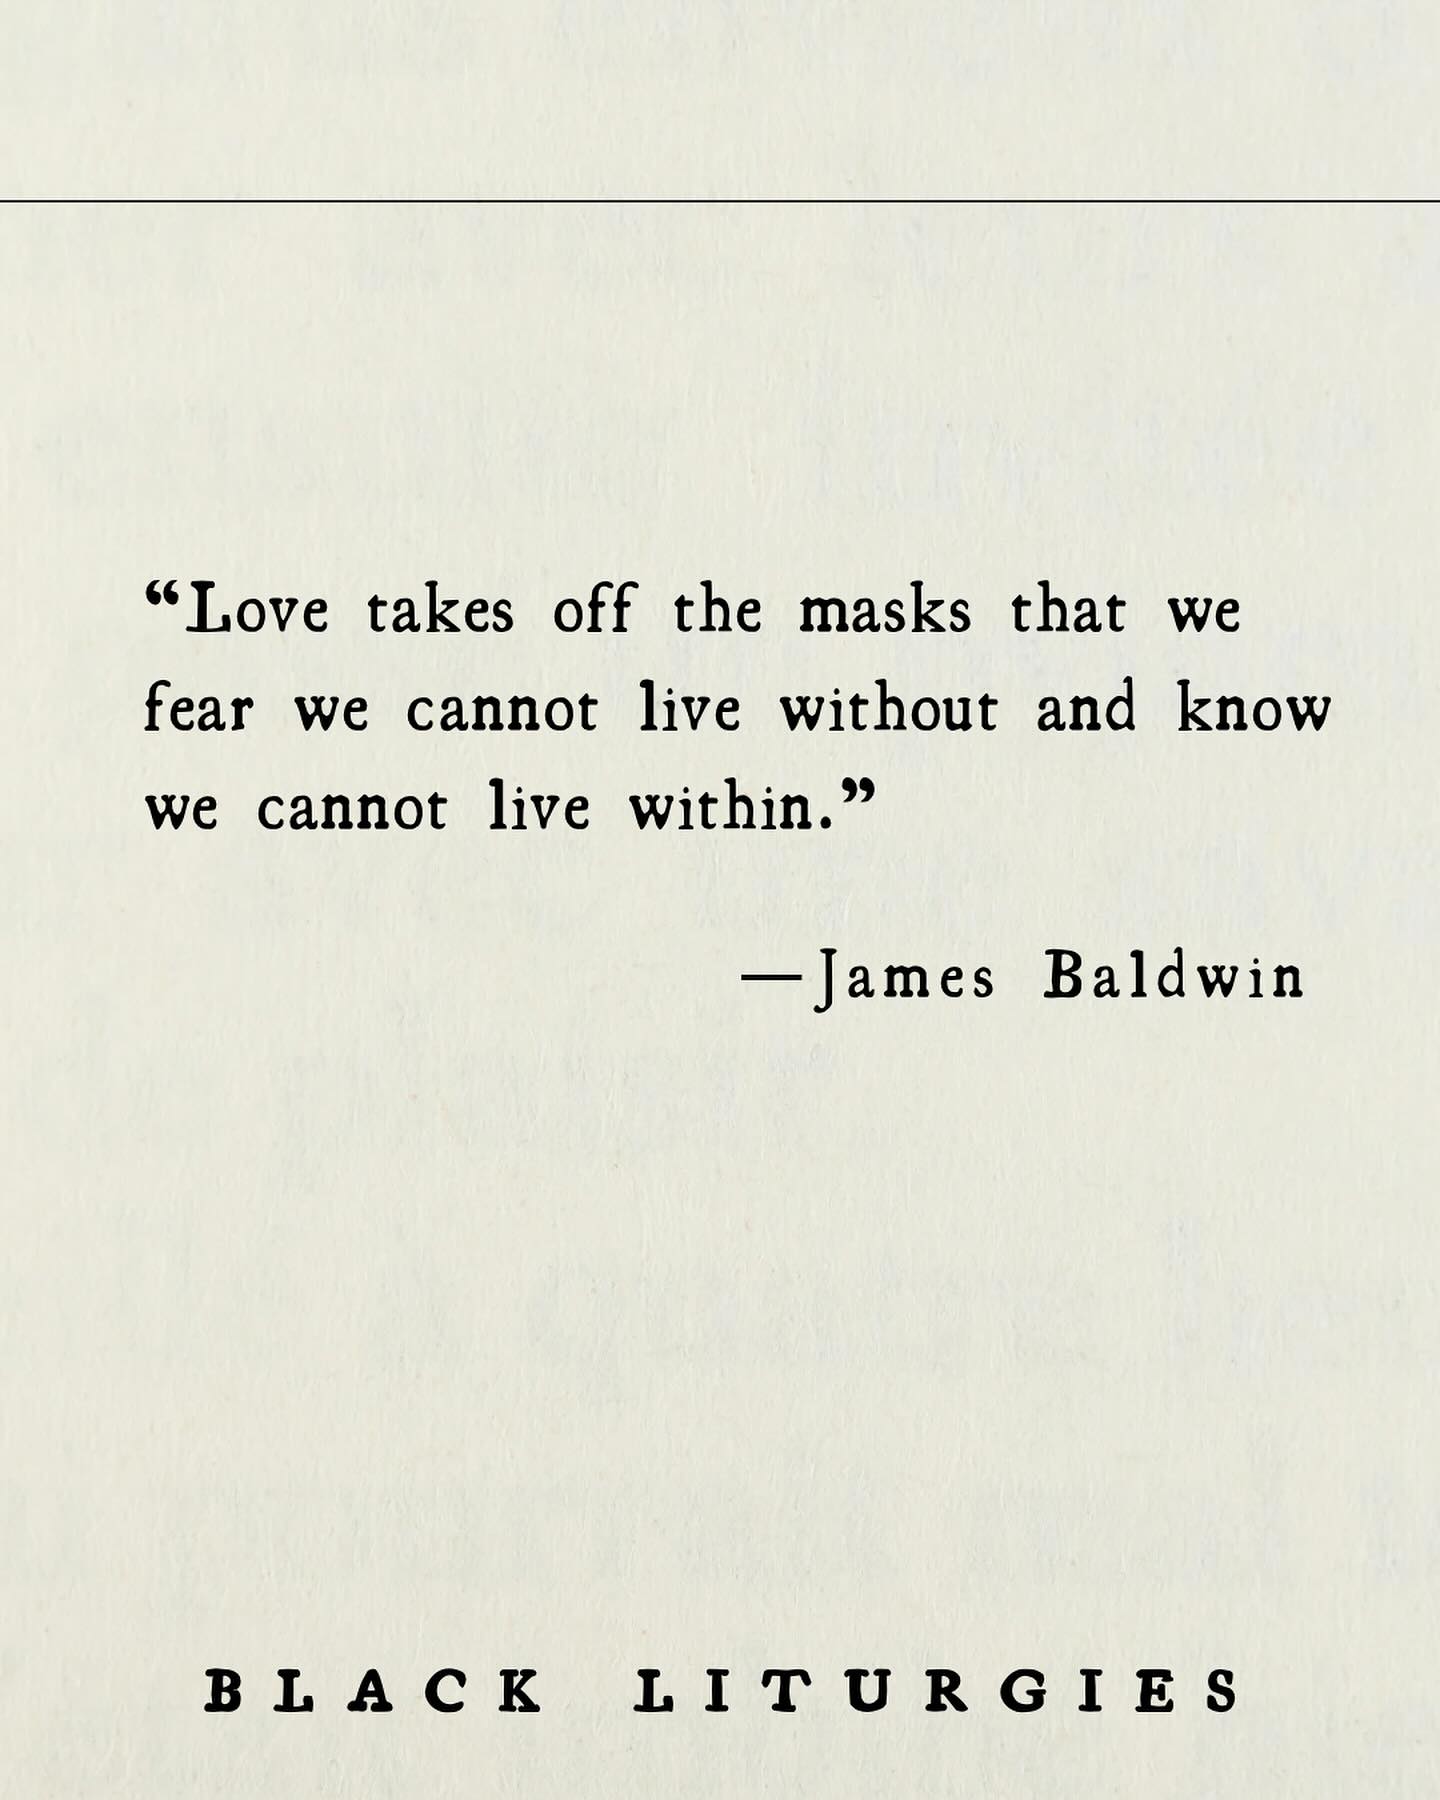 “Love takes off the masks that we
fear we cannot live without and know
we cannot live within.”
—James Baldwin
BLACK LITURGIES